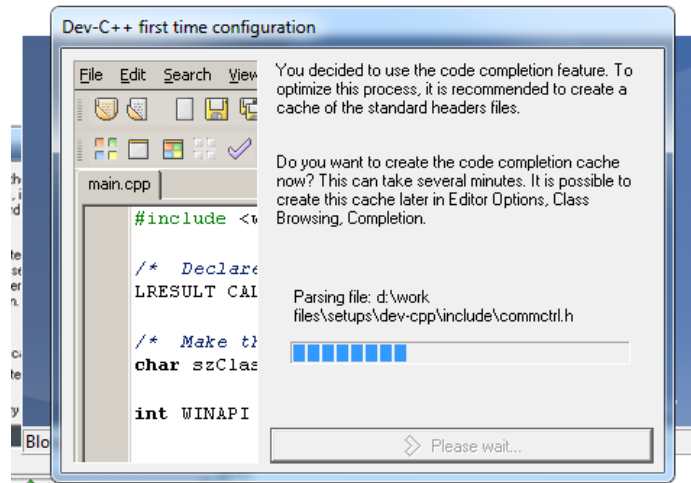 Dev-C++ first time configuration
File Edit Search View
You decided to use the code completion feature. To
optimize this process, it is recommended to create a
cache of the standard headers files.
Do you want to create the code completion cache
now? This can take several minutes. It is possible to
create this cache later in Editor Options, Class
Browsing, Completion.
main.cpp
#include <w
/* Declare
LRESULT CAL
/* Make th
char szClas
int WINAPI
Parsing file: d:\work
files\setups\dev-cpp\include\commctrl.h
Please wait...
Blo